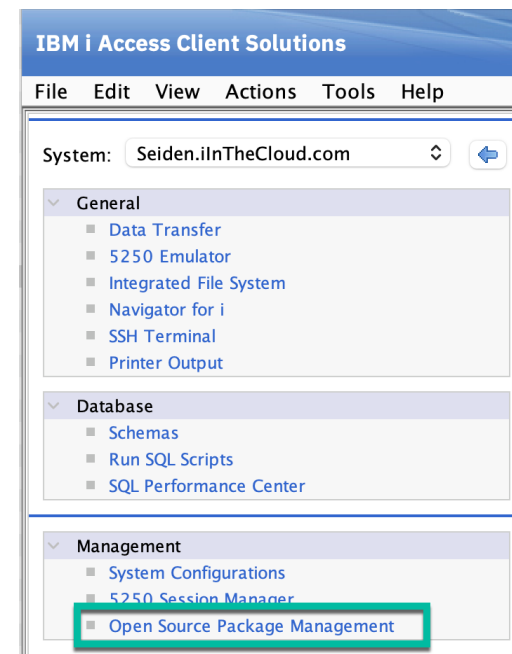 IBM i Access Client Solutions
File Edit View Actions Tools Help
System: Seiden.iInTheCloud.com
General
Data Transfer
5250 Emulator
Integrated File System
Navigator for i
SSH Terminal
Printer Output
Database
Schemas
Run SQL Scripts
SQL Performance Center
Management
System Configurations
5250 Session Manager
Open Source Package Management